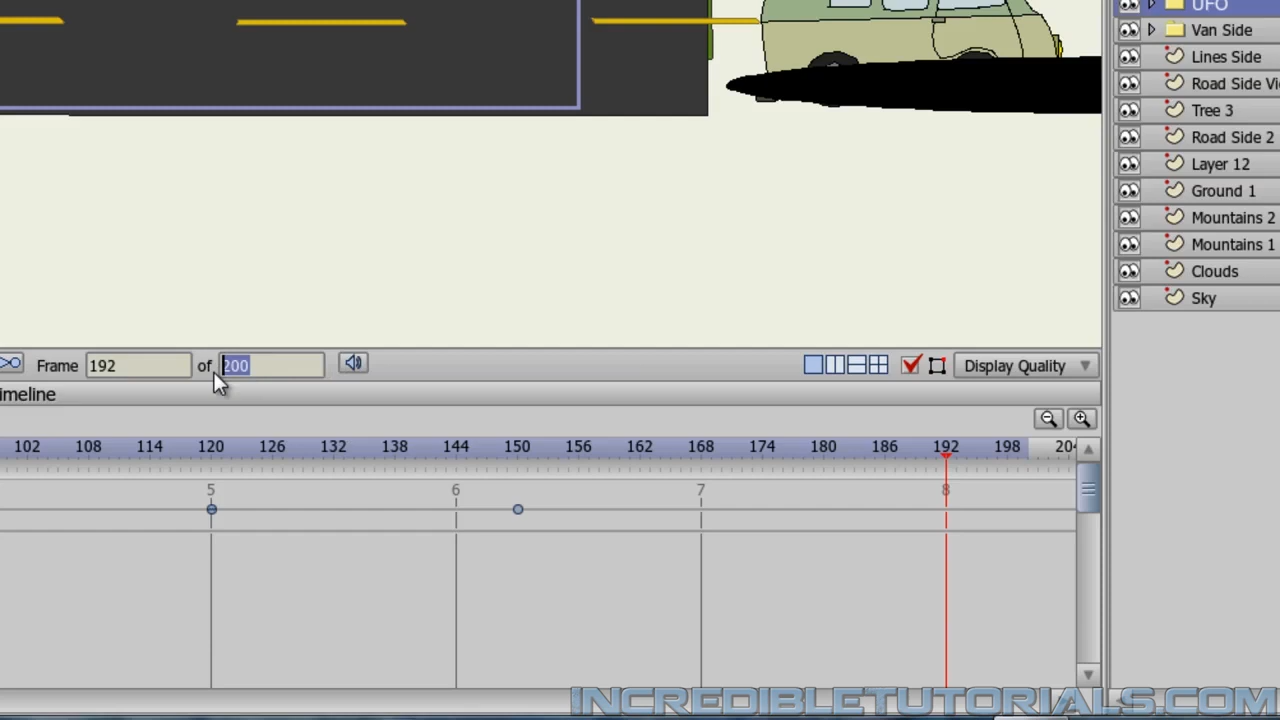 UFO
Van Side
Lines Side
Road Side Vi
Tree 3
Road Side 2
Layer 12
Ground 1
Mountains 2
Mountains 1
Clouds
Sky
Frame 192 of 200 Display Quality
imeline
102 108 114 120 126 132 138 144 150 156 162 168 174 180 186 192 198 204
5 6 7 8
INCREDIBLETUTORIALS.COM